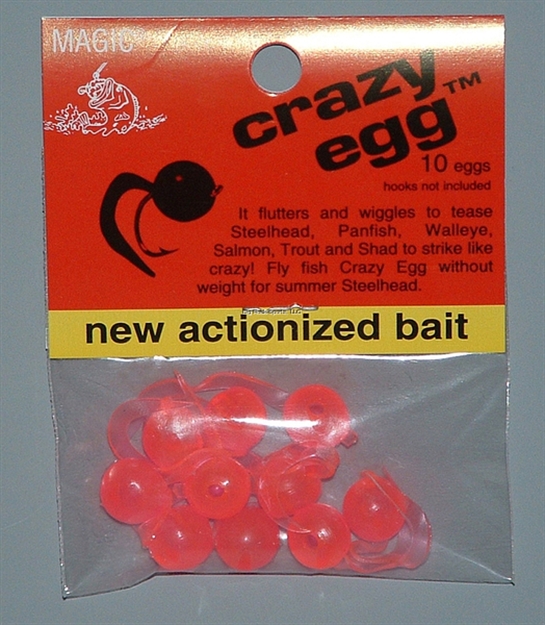 MAGIC®
crazy
egg™
10 eggs
hooks not included
It flutters and wiggles to tease
Steelhead, Panfish, Walleye,
Salmon, Trout and Shad to strike like
crazy! Fly fish Crazy Egg without
weight for summer Steelhead.
new actionized bait